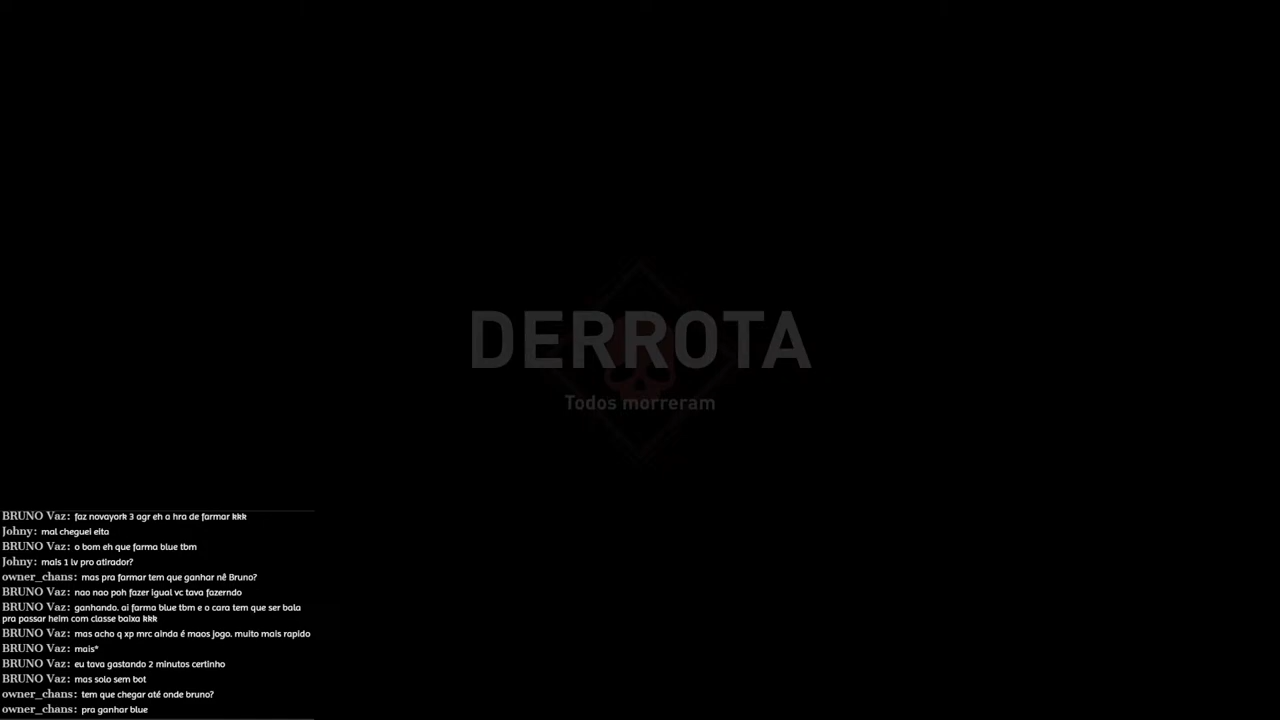 DERROTA
Todos morreram
BRUNO Vaz: faz novayork 3 agr eh a hra de farmar kkk
Johny: mal cheguei eita
BRUNO Vaz: o bom eh que farma blue tbm
Johny: mais 1 lv pro atirador?
owner_chans: mas pra farmar tem que ganhar nê Bruno?
BRUNO Vaz: nao nao poh fazer igual vc tava fazerndo
BRUNO Vaz: ganhando. ai farma blue tbm e o cara tem que ser bala
pra passar heim com classe baixa kkk
BRUNO Vaz: mas acho q xp mrc ainda é maos jogo. muito mais rapido
BRUNO Vaz: mais*
BRUNO Vaz: eu tava gastando 2 minutos certinho
BRUNO Vaz: mas solo sem bot
owner_chans: tem que chegar até onde bruno?
owner_chans: pra ganhar blue